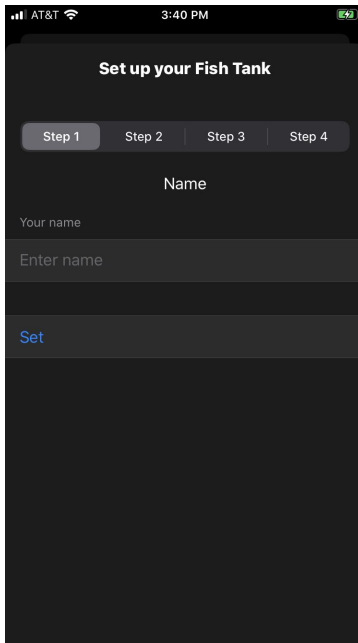 AT&T 3:40 PM
Set up your Fish Tank
Step 1 Step 2 Step 3 Step 4
Name
Your name
Enter name
Set